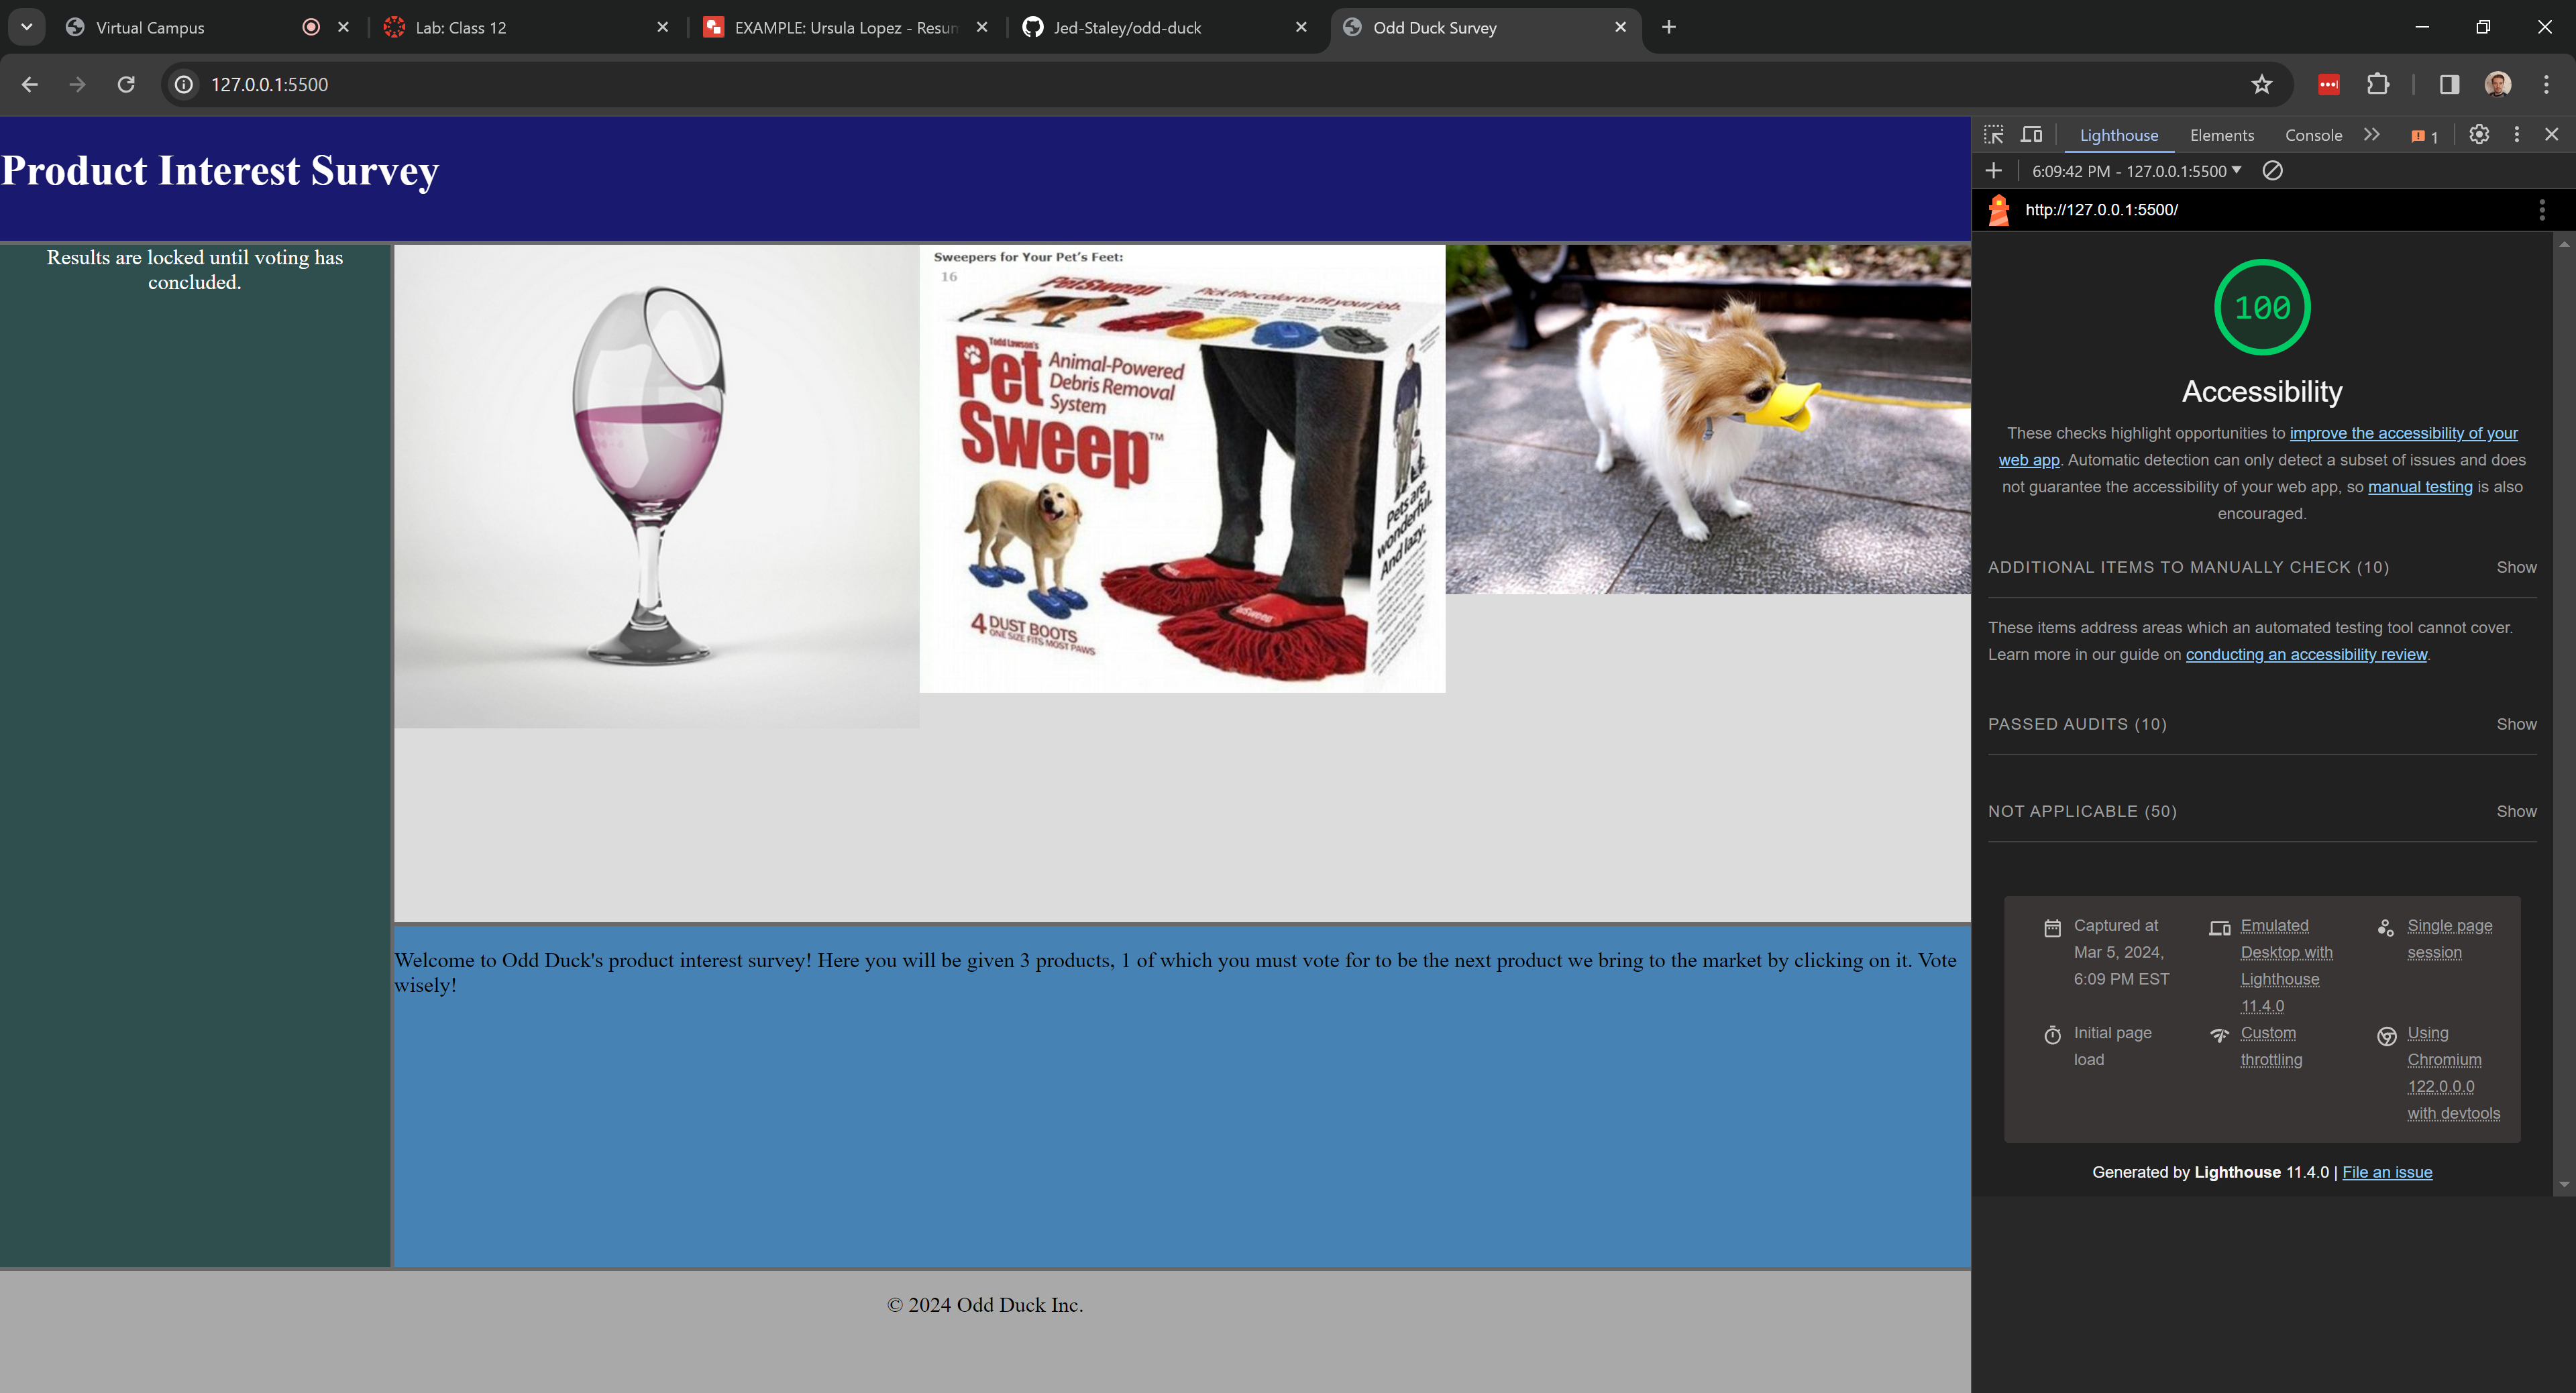 Virtual Campus
Lab: Class 12
EXAMPLE: Ursula Lopez - Resum
Jed-Staley/odd-duck
Odd Duck Survey
127.0.0.1:5500
Product Interest Survey
Results are locked until voting has
concluded.
Sweepers for Your Pet's Feet:
16
PetSweep
Pick the color to fit your job.
Todd Lawson's
Pet
Sweep™
Animal-Powered
Debris Removal
System
Pets are
wonderful.
And lazy.
PetSweep
4 DUST BOOTS
ONE SIZE FITS MOST PAWS
Welcome to Odd Duck's product interest survey! Here you will be given 3 products, 1 of which you must vote for to be the next product we bring to the market by clicking on it. Vote
wisely!
© 2024 Odd Duck Inc.
Lighthouse
Elements
Console
1
6:09:42 PM - 127.0.0.1:5500
http://127.0.0.1:5500/
100
Accessibility
These checks highlight opportunities to improve the accessibility of your
web app. Automatic detection can only detect a subset of issues and does
not guarantee the accessibility of your web app, so manual testing is also
encouraged.
ADDITIONAL ITEMS TO MANUALLY CHECK (10) Show
These items address areas which an automated testing tool cannot cover.
Learn more in our guide on conducting an accessibility review.
PASSED AUDITS (10) Show
NOT APPLICABLE (50) Show
Captured at
Mar 5, 2024,
6:09 PM EST
Emulated
Desktop with
Lighthouse
11.4.0
Single page
session
Initial page
load
Custom
throttling
Using
Chromium
122.0.0.0
with devtools
Generated by Lighthouse 11.4.0 | File an issue